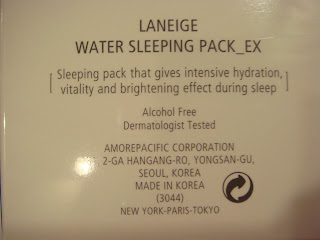 LANEIGE
WATER SLEEPING PACK_EX
[ Sleeping pack that gives intensive hydration,
vitality and brightening effect during sleep ]
Alcohol Free
Dermatologist Tested
AMOREPACIFIC CORPORATION
2-GA HANGANG-RO, YONGSAN-GU,
SEOUL, KOREA
MADE IN KOREA
(3044)
NEW YORK-PARIS-TOKYO